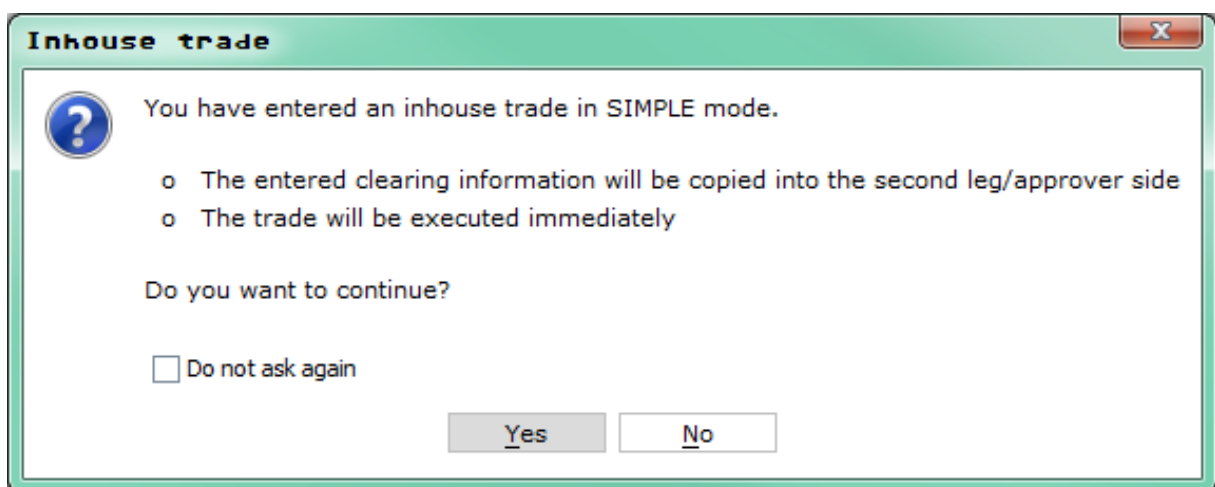 Inhouse trade
X
?
You have entered an inhouse trade in SIMPLE mode.
o The entered clearing information will be copied into the second leg/approver side
o The trade will be executed immediately
Do you want to continue?
Do not ask again
Yes No